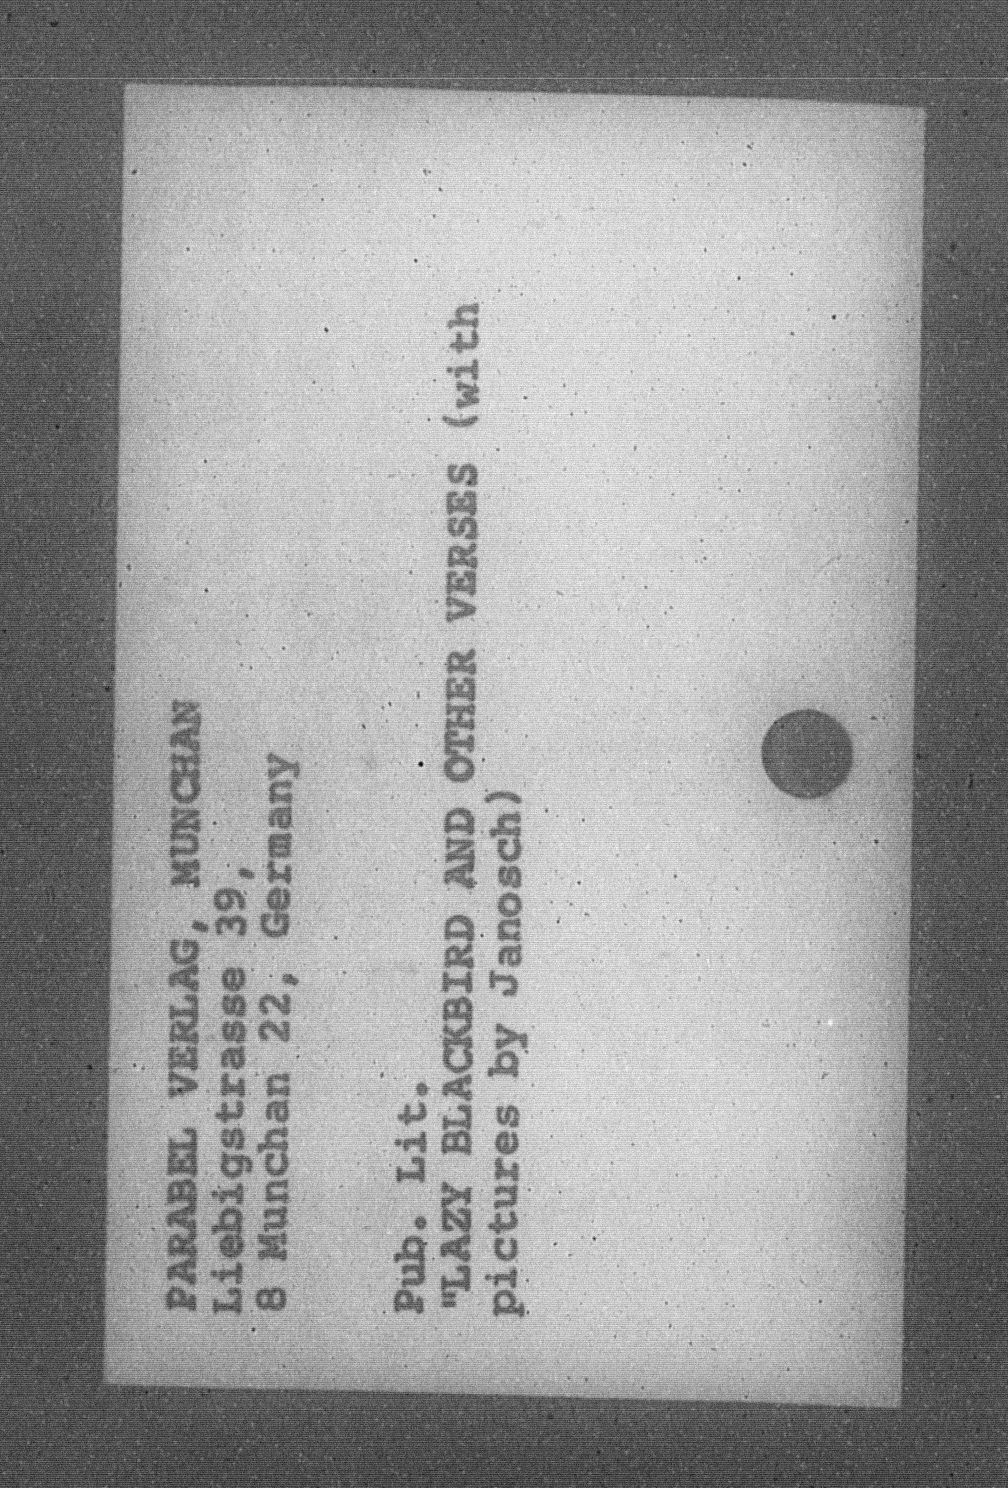 PARABEL VERLAG, MUNCHAN
Liebigstrasse 39,
8 Munchan 22, Germany
Pub. Lit.
"LAZY BLACKBIRD AND OTHER VERSES (with
pictures by Janosch)